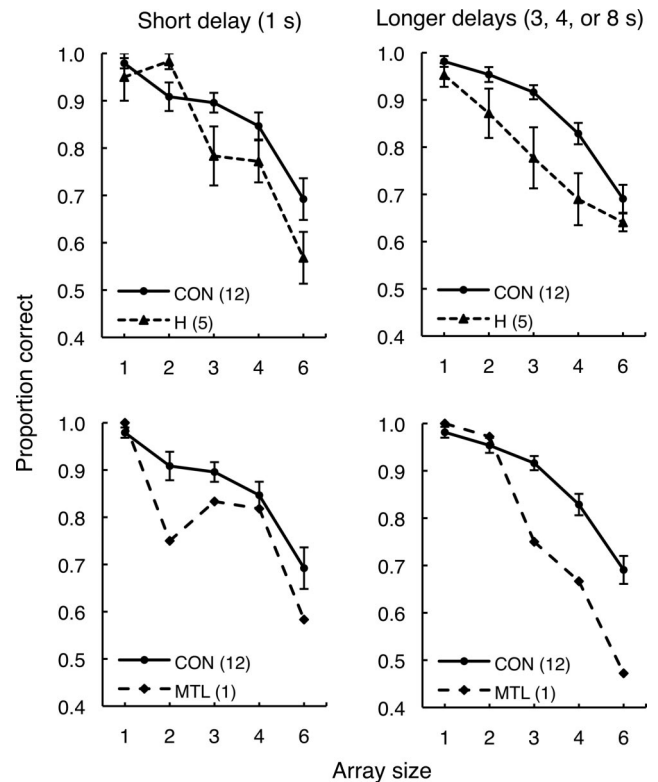 Short delay (1 s)
Longer delays (3, 4, or 8 s)
Proportion correct
1.0
0.9
0.8
0.7
0.6
0.5
0.4
CON (12)
H (5)
1 2 3 4 6
1.0
0.9
0.8
0.7
0.6
0.5
0.4
CON (12)
H (5)
1 2 3 4 6
1.0
0.9
0.8
0.7
0.6
0.5
0.4
CON (12)
MTL (1)
1 2 3 4 6
1.0
0.9
0.8
0.7
0.6
0.5
0.4
CON (12)
MTL (1)
1 2 3 4 6
Array size